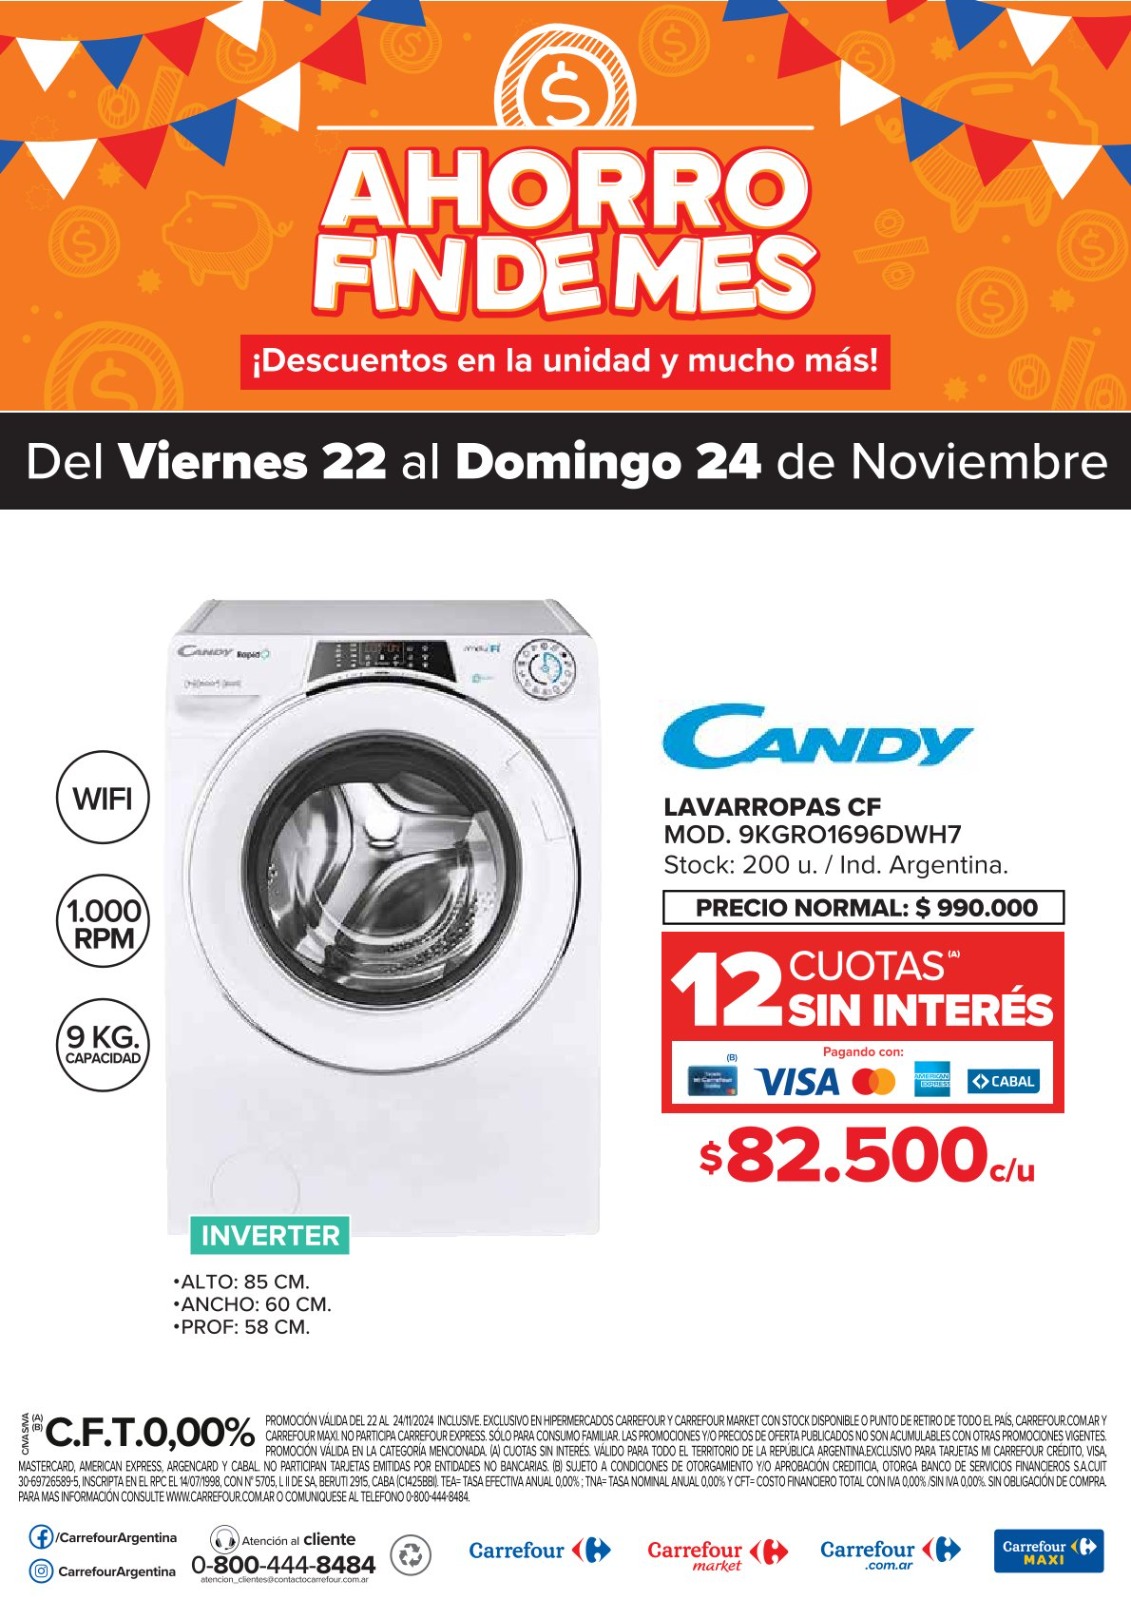 AHORRO
FIN DE MES
¡Descuentos en la unidad y mucho más!
Del Viernes 22 al Domingo 24 de Noviembre
CANDY Rapid
WIFI
1.000
RPM
9 KG.
CAPACIDAD
INVERTER
•ALTO: 85 CM.
•ANCHO: 60 CM.
•PROF: 58 CM.
CANDY
LAVARROPAS CF
MOD. 9KGRO1696DWH7
Stock: 200 u. / Ind. Argentina.
PRECIO NORMAL: $ 990.000
12 CUOTAS (A)
SIN INTERÉS
Pagando con:
(B)
VISA AMERICAN EXPRESS CABAL
$82.500 c/u
C/IVA S/IVA (A) (B) C.F.T. 0,00%
PROMOCIÓN VÁLIDA DEL 22 AL 24/11/2024 INCLUSIVE. EXCLUSIVO EN HIPERMERCADOS CARREFOUR Y CARREFOUR MARKET CON STOCK DISPONIBLE O PUNTO DE RETIRO DE TODO EL PAÍS, CARREFOUR.COM.AR Y
CARREFOUR MAXI. NO PARTICIPA CARREFOUR EXPRESS. SÓLO PARA CONSUMO FAMILIAR. LAS PROMOCIONES Y/O PRECIOS DE OFERTA PUBLICADOS NO SON ACUMULABLES CON OTRAS PROMOCIONES VIGENTES.
PROMOCIÓN VÁLIDA EN LA CATEGORÍA MENCIONADA. (A) CUOTAS SIN INTERÉS. VÁLIDO PARA TODO EL TERRITORIO DE LA REPÚBLICA ARGENTINA.EXCLUSIVO PARA TARJETAS MI CARREFOUR CRÉDITO, VISA,
MASTERCARD, AMERICAN EXPRESS, ARGENCARD Y CABAL. NO PARTICIPAN TARJETAS EMITIDAS POR ENTIDADES NO BANCARIAS. (B) SUJETO A CONDICIONES DE OTORGAMIENTO Y/O APROBACIÓN CREDITICIA, OTORGA BANCO DE SERVICIOS FINANCIEROS S.A.CUIT
30-69726589-5, INSCRIPTA EN EL RPC EL 14/07/1998, CON N° 5705, L II DE SA, BERUTI 2915, CABA (C1425BBI). TEA= TASA EFECTIVA ANUAL 0,00% ; TNA= TASA NOMINAL ANUAL 0,00% Y CFT= COSTO FINANCIERO TOTAL CON IVA 0,00% /SIN IVA 0,00%. SIN OBLIGACIÓN DE COMPRA.
PARA MAS INFORMACIÓN CONSULTE WWW.CARREFOUR.COM.AR O COMUNIQUESE AL TELEFONO 0-800-444-8484.
/CarrefourArgentina
CarrefourArgentina
Atención al cliente
0-800-444-8484
atencion_clientes@contactocarrefour.com.ar
Carrefour
Carrefour
market
Carrefour
.com.ar
Carrefour
MAXI